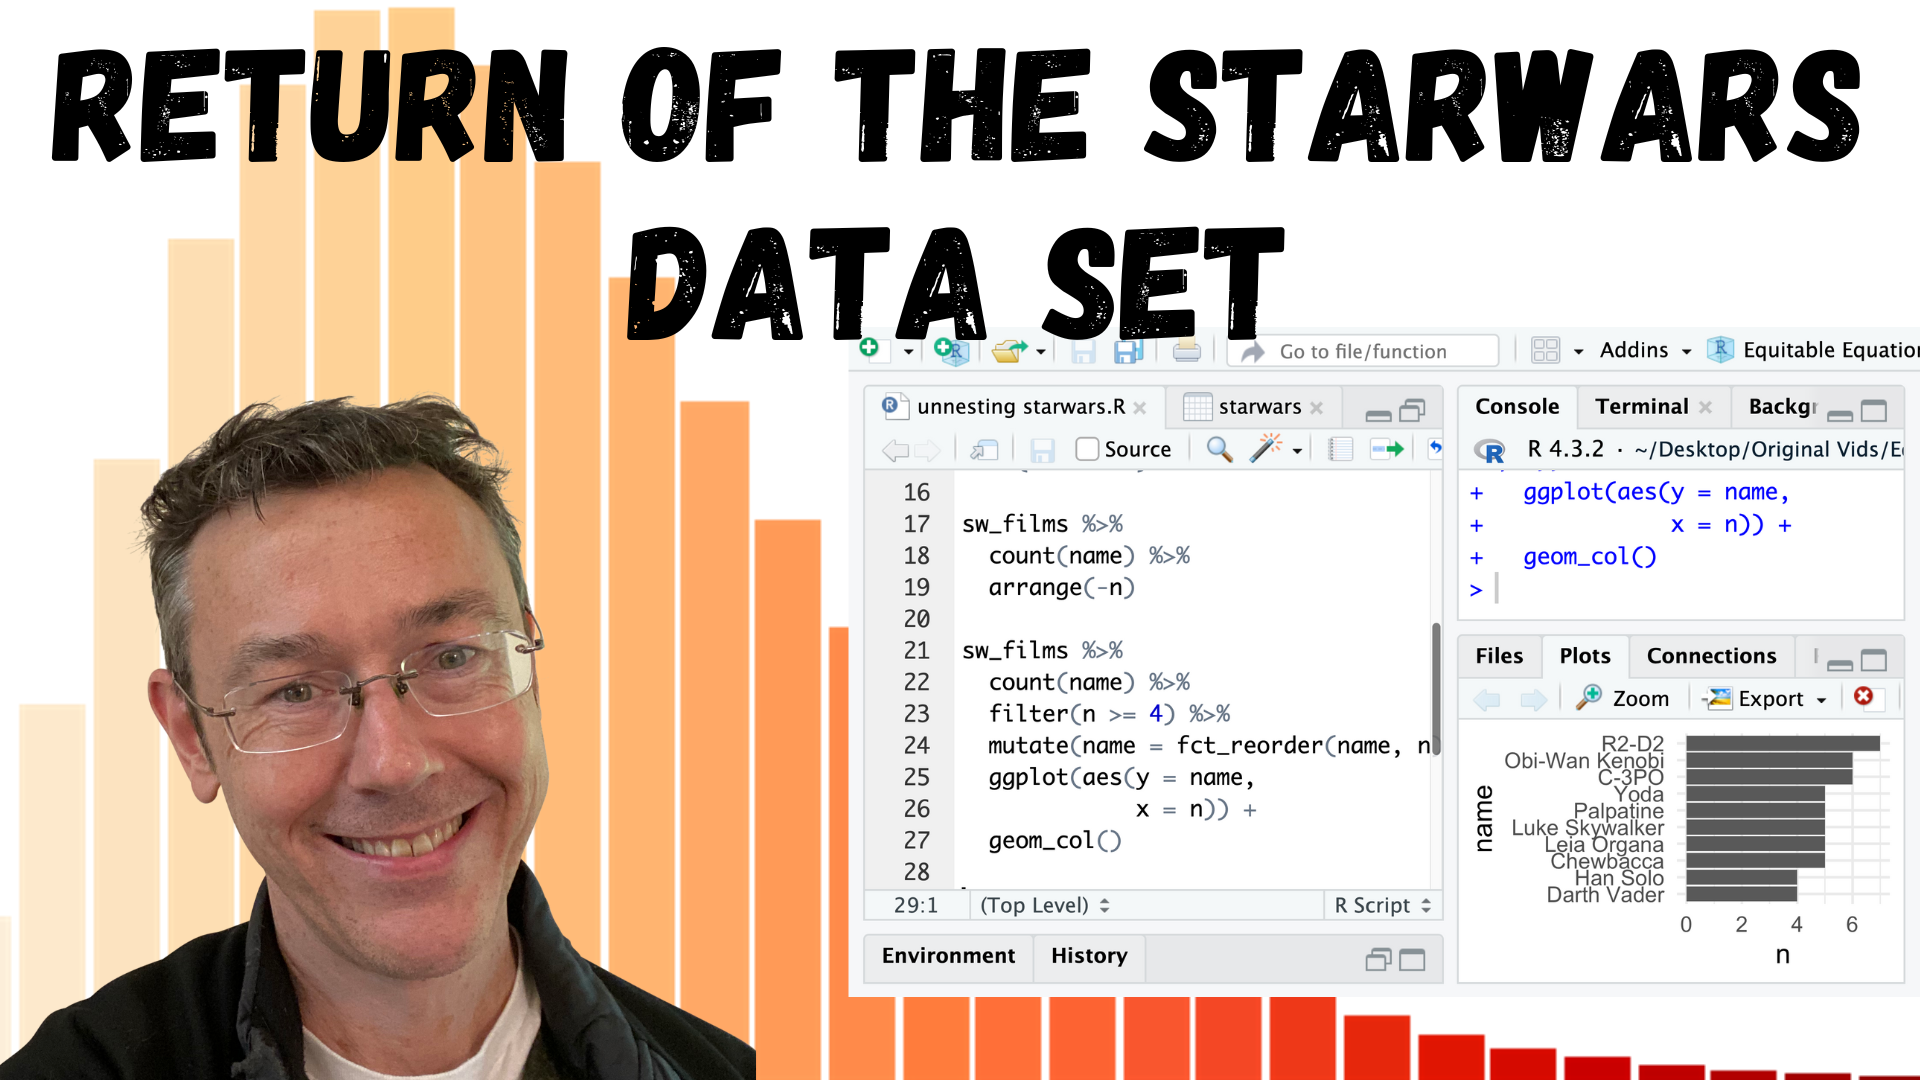 RETURN OF THE STARWARS
DATA SET
Go to file/function
Addins
Equitable Equatio
unnesting starwars.R
starwars
Source
16
17 sw_films %>%
18 count(name) %>%
19 arrange(-n)
20
21 sw_films %>%
22 count(name) %>%
23 filter(n >= 4) %>%
24 mutate(name = fct_reorder(name, n
25 ggplot(aes(y = name,
26 x = n)) +
27 geom_col()
28
29:1 (Top Level) R Script
Environment History
Console Terminal Backgr
R 4.3.2 · ~/Desktop/Original Vids/E
+ ggplot(aes(y = name,
+ x = n)) +
+ geom_col()
>
Files Plots Connections
Zoom Export
R2-D2
Obi-Wan Kenobi
C-3PO
Yoda
Palpatine
Luke Skywalker
Leia Organa
Chewbacca
Han Solo
Darth Vader
name
0 2 4 6
n